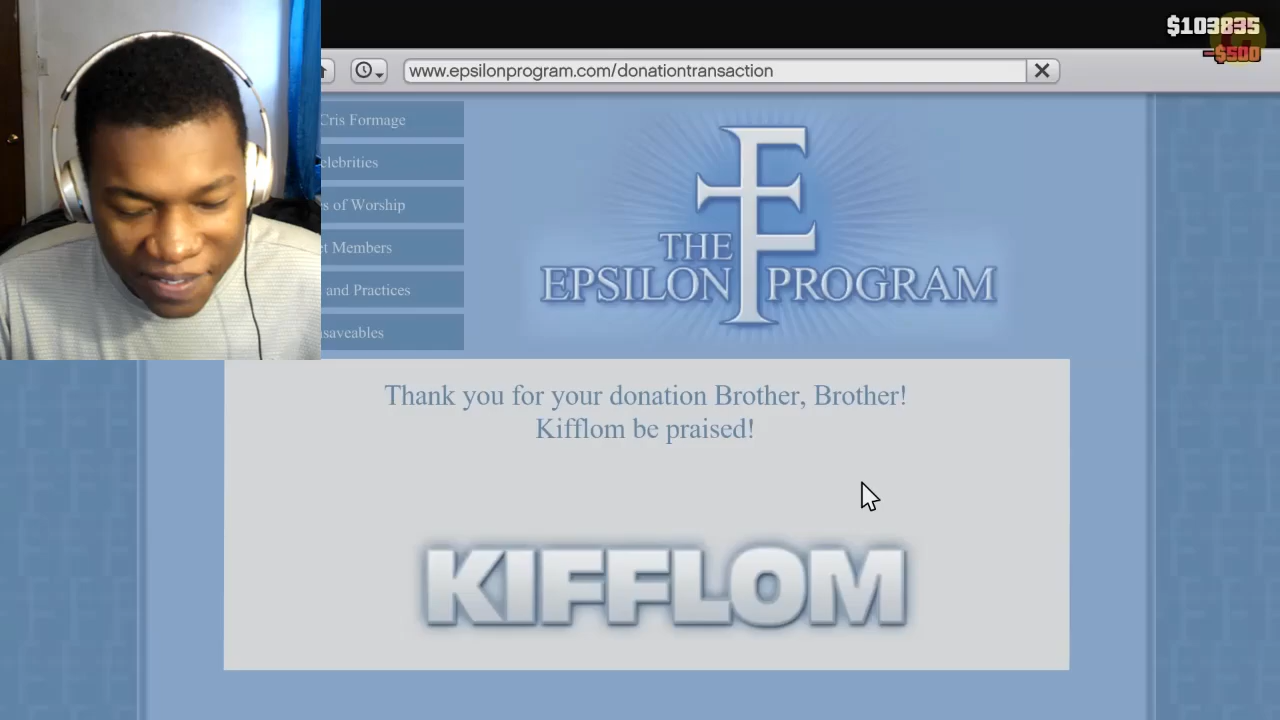 $103835
-$500
www.epsilonprogram.com/donationtransaction
Cris Formage
elebrities
s of Worship
t Members
and Practices
saveables
THE
EPSILON PROGRAM
Thank you for your donation Brother, Brother!
Kifflom be praised!
KIFFLOM